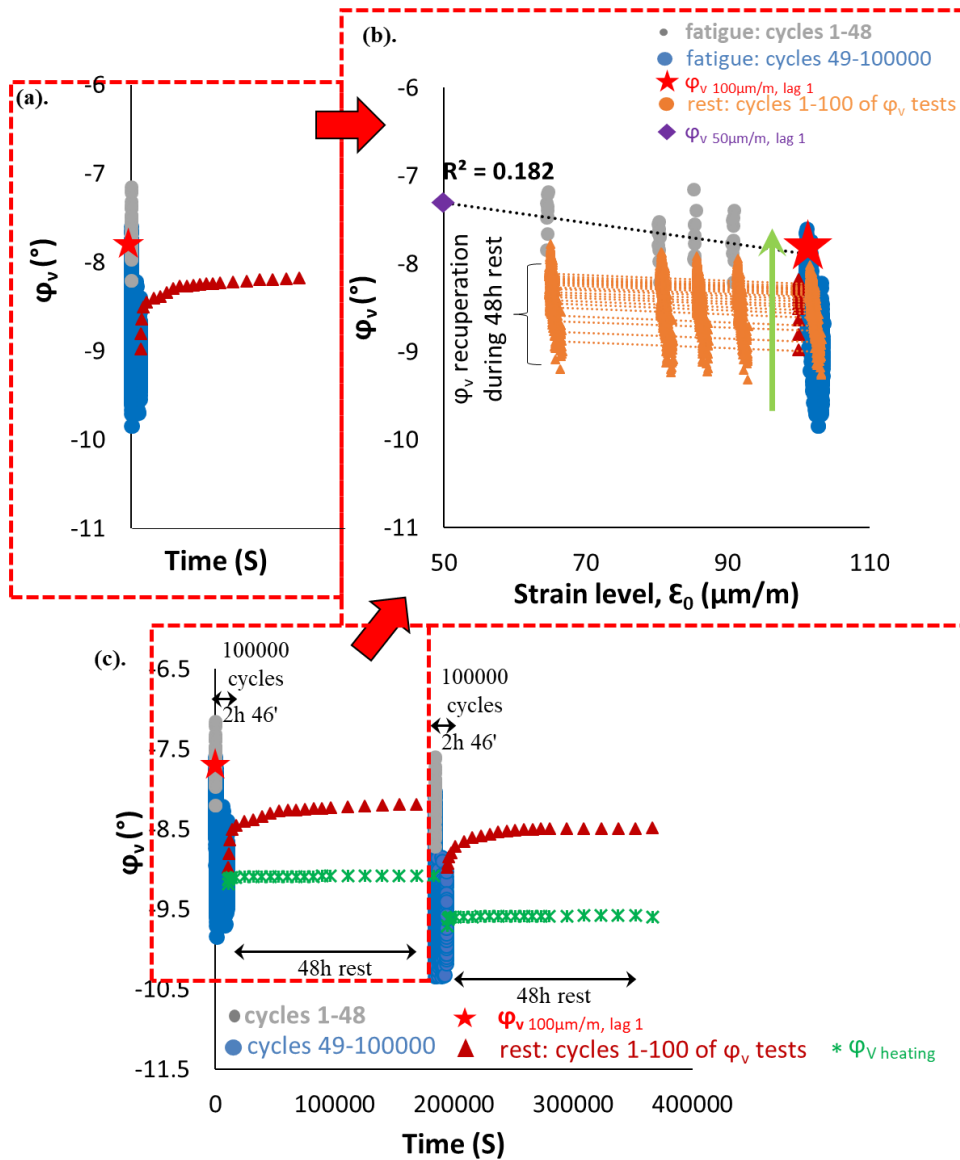 (b).
fatigue: cycles 1-48
fatigue: cycles 49-100000
φv 100μm/m, lag 1
rest: cycles 1-100 of φv tests
φv 50μm/m, lag 1
(a).
-6
-7
-8
-9
-10
-11
φv (°)
Time (S)
-6
-7
-8
-9
-10
-11
φv (°)
R² = 0.182
φv recuperation
during 48h rest
50
70
90
110
Strain level, Ɛ0 (μm/m)
(c).
100000
cycles
2h 46'
100000
cycles
2h 46'
-6.5
-7.5
-8.5
-9.5
-10.5
-11.5
φv (°)
48h rest
48h rest
cycles 1-48
φv 100μm/m, lag 1
cycles 49-100000
rest: cycles 1-100 of φv tests
φV heating
0
100000
200000
300000
400000
Time (S)